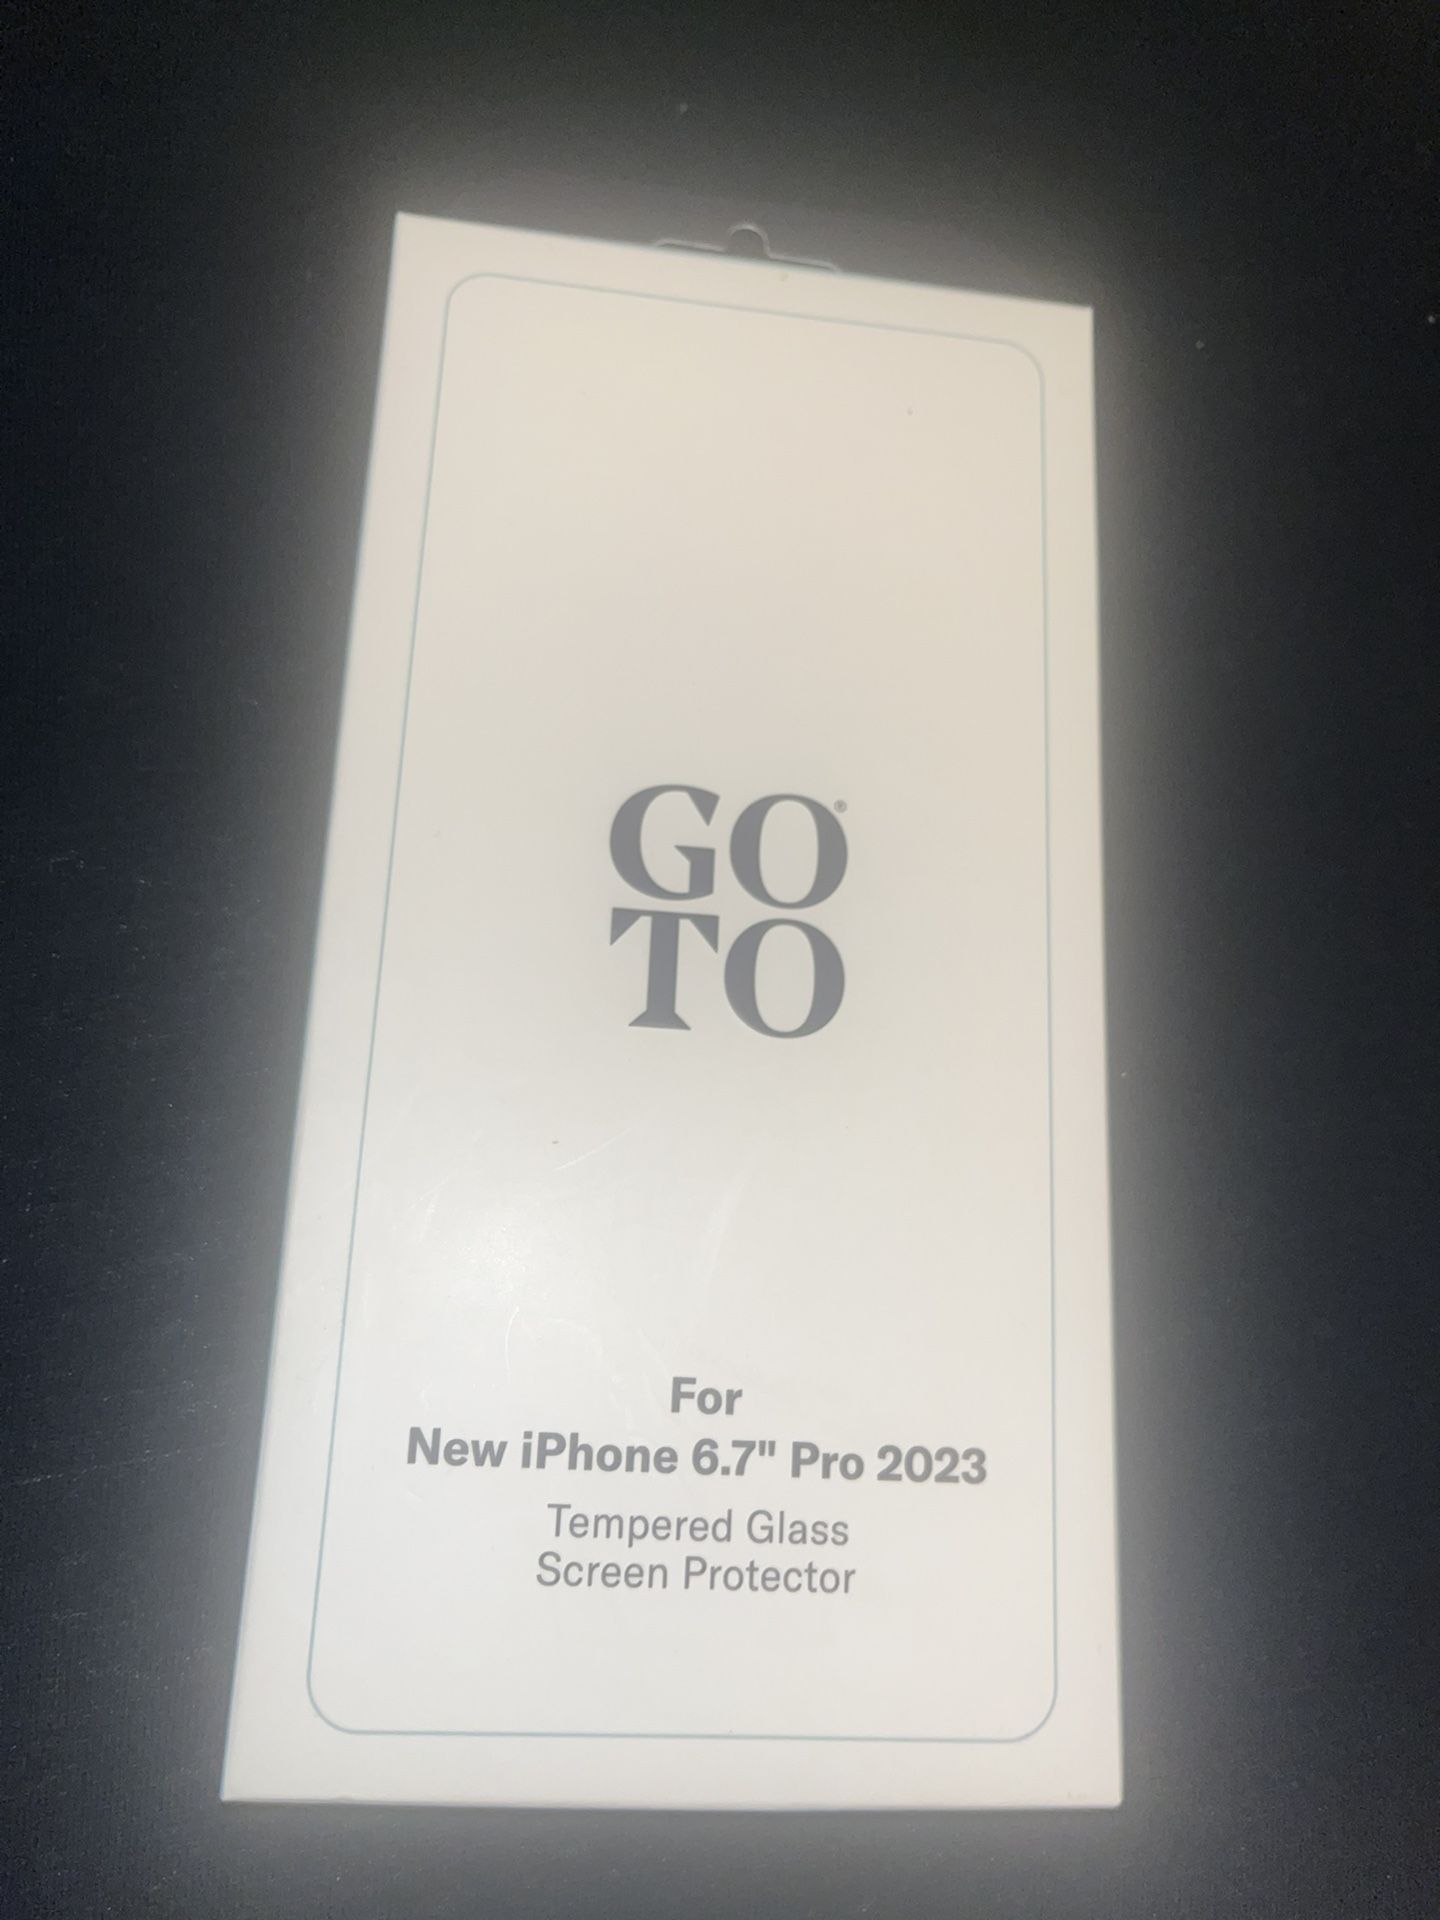 GO®
TO
For
New iPhone 6.7" Pro 2023
Tempered Glass
Screen Protector